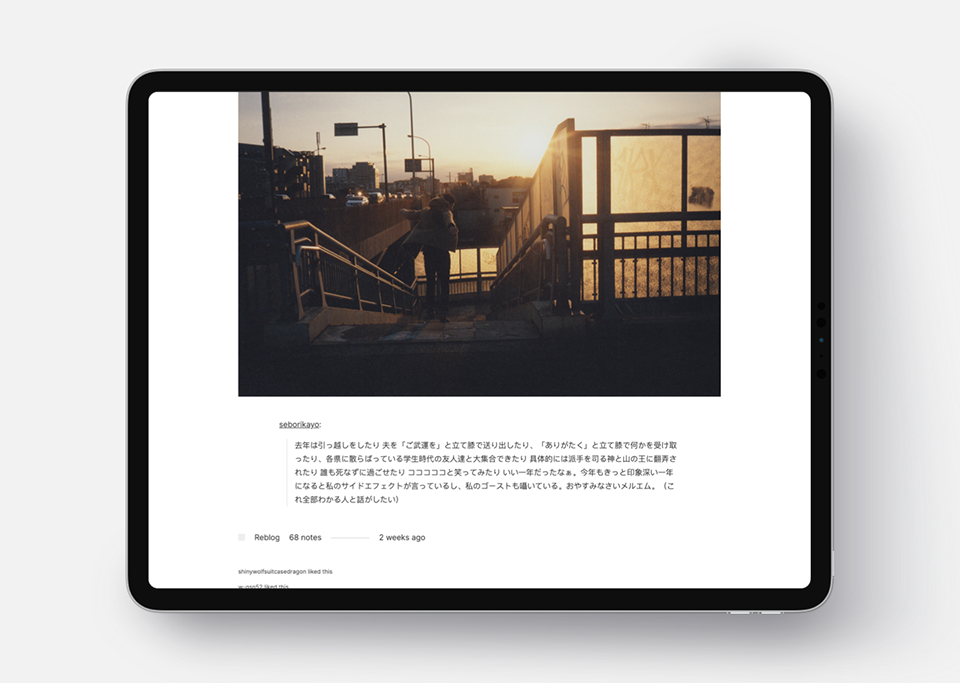 seborikayo:
去年は引っ越しをしたり 夫を「ご武運を」と立て膝で送り出したり、「ありがたく」と立て膝で何かを受け取
ったり、各県に散らばっている学生時代の友人達と大集合できたり 具体的には派手を司る神と山の王に翻弄さ
れたり 誰も死なずに過ごせたり コココココと笑ってみたり いい一年だったなぁ。今年もきっと印象深い一年
になると私のサイドエフェクトが言っているし、私のゴーストも囁いている。おやすみなさいメルエム。（こ
れ全部わかる人と話がしたい）
Reblog 68 notes 2 weeks ago
shinywolfsuitcasedragon liked this
liked this